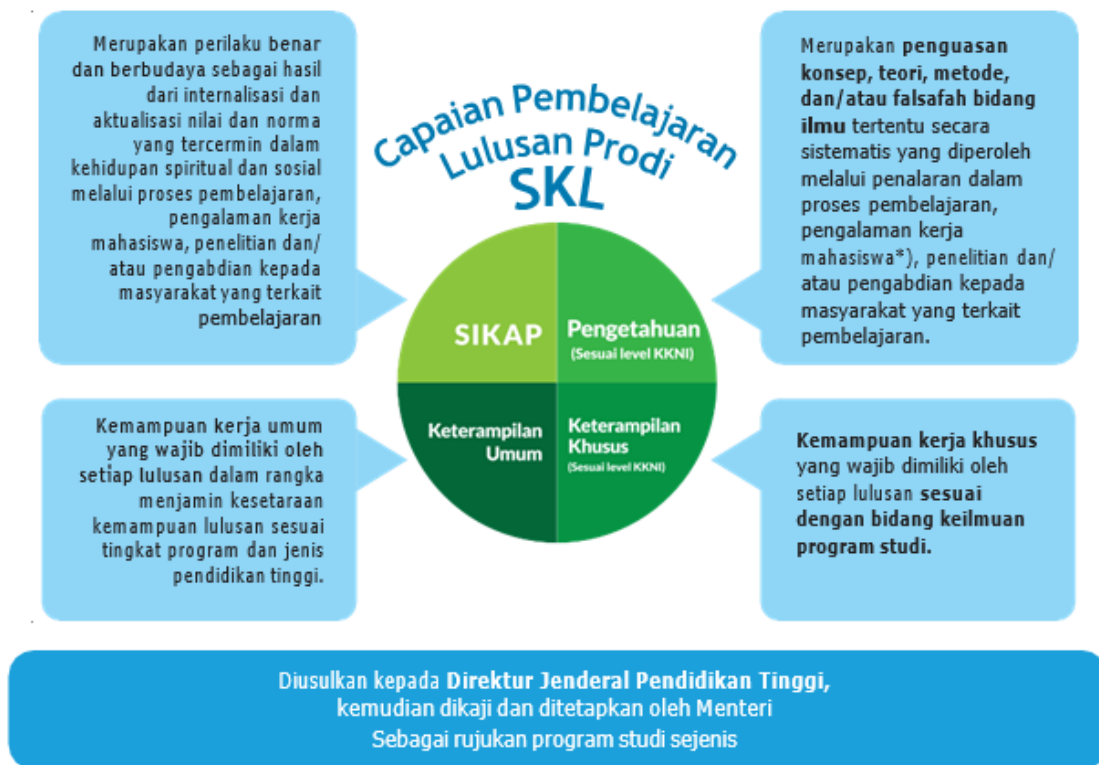 Merupakan perilaku benar
dan berbudaya sebagai hasil
dari internalisasi dan
aktualisasi nilai dan norma
yang tercermin dalam
kehidupan spiritual dan sosial
melalui proses pembelajaran,
pengalaman kerja
mahasiswa, penelitian dan/
atau pengabdian kepada
masyarakat yang terkait
pembelajaran
Capaian Pembelajaran
Lulusan Prodi
SKL
Merupakan penguasan
konsep, teori, metode,
dan/atau falsafah bidang
ilmu tertentu secara
sistematis yang diperoleh
melalui penalaran dalam
proses pembelajaran,
pengalaman kerja
mahasiswa*), penelitian dan/
atau pengabdian kepada
masyarakat yang terkait
pembelajaran.
SIKAP
Pengetahuan
(Sesuai level KKNI)
Keterampilan
Umum
Keterampilan
Khusus
(Sesuai level KKNI)
Kemampuan kerja umum
yang wajib dimiliki oleh
setiap lulusan dalam rangka
menjamin kesetaraan
kemampuan lulusan sesuai
tingkat program dan jenis
pendidikan tinggi.
Kemampuan kerja khusus
yang wajib dimiliki oleh
setiap lulusan sesuai
dengan bidang keilmuan
program studi.
Diusulkan kepada Direktur Jenderal Pendidikan Tinggi,
kemudian dikaji dan ditetapkan oleh Menteri
Sebagai rujukan program studi sejenis